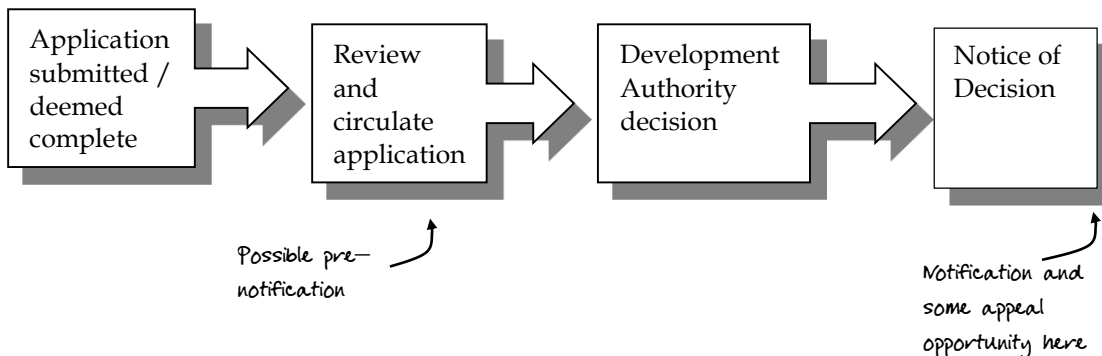 Application
submitted /
deemed
complete
Review
and
circulate
application
Development
Authority
decision
Notice of
Decision
Possible pre-
notification
Notification and
some appeal
opportunity here